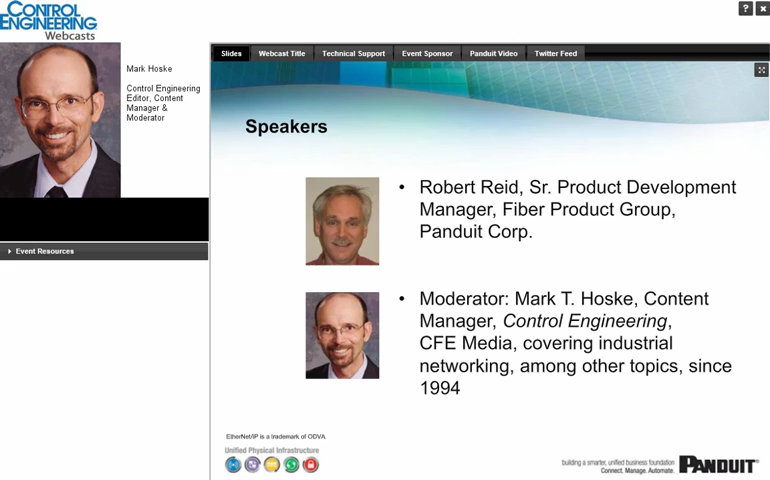 CONTROL
ENGINEERING
Webcasts
? x
Mark Hoske
Control Engineering
Editor, Content
Manager &
Moderator
Event Resources
Slides Webcast Title Technical Support Event Sponsor Panduit Video Twitter Feed
Speakers
• Robert Reid, Sr. Product Development
Manager, Fiber Product Group,
Panduit Corp.
• Moderator: Mark T. Hoske, Content
Manager, Control Engineering,
CFE Media, covering industrial
networking, among other topics, since
1994
EtherNet/IP is a trademark of ODVA
Unified Physical Infrastructure
building a smarter, unified business foundation
Connect. Manage. Automate.
PANDUIT®